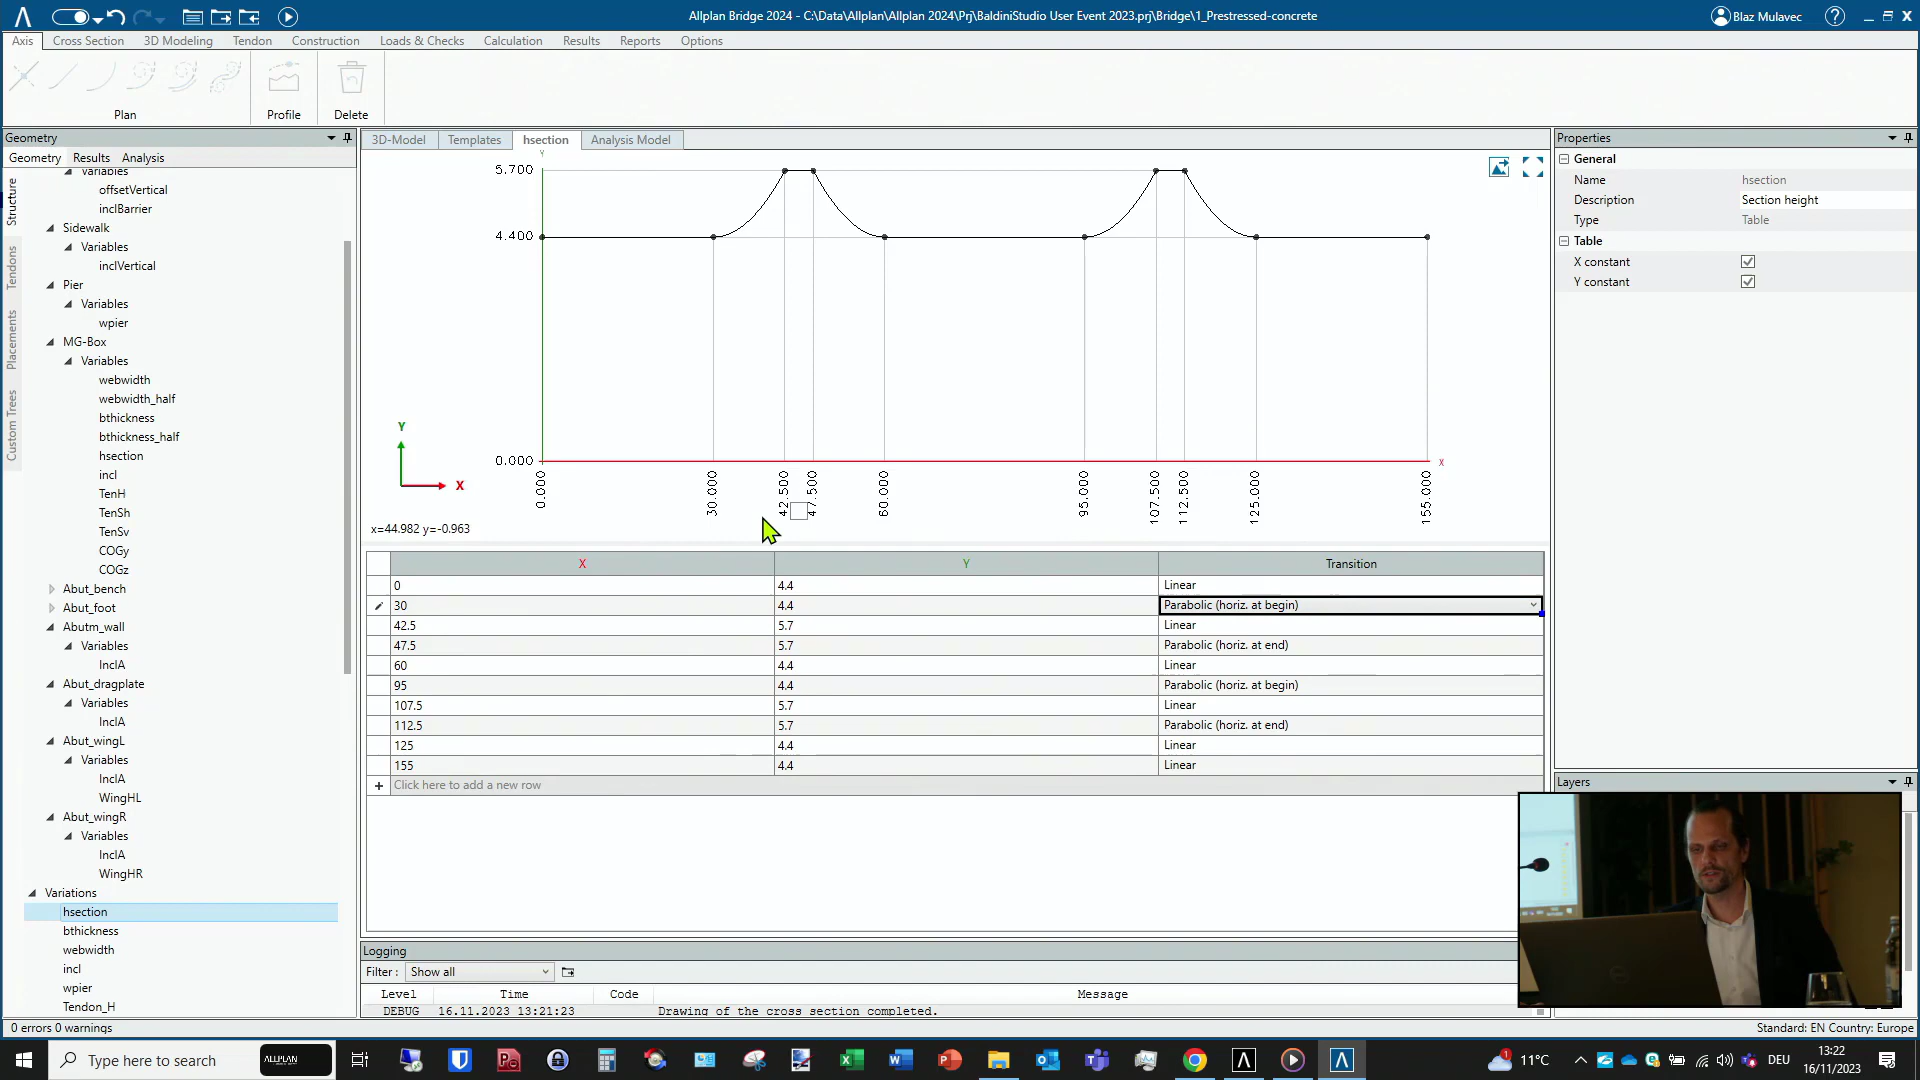 Allplan Bridge 2024 - C:\Data\Allplan\Allplan 2024\Prj\BaldiniStudio User Event 2023.prj\Bridge\1_Prestressed-concrete
Blaz Mulavec
Axis Cross Section 3D Modeling Tendon Construction Loads & Checks Calculation Results Reports Options
Plan Profile Delete
Geometry
Geometry Results Analysis
Structure
Tendons
Placements
Custom Trees
Variables
offsetVertical
inclBarrier
Sidewalk
Variables
inclVertical
Pier
Variables
wpier
MG-Box
Variables
webwidth
webwidth_half
bthickness
bthickness_half
hsection
incl
TenH
TenSh
TenSv
COGy
COGz
Abut_bench
Abut_foot
Abutm_wall
Variables
InclA
Abut_dragplate
Variables
InclA
Abut_wingL
Variables
InclA
WingHL
Abut_wingR
Variables
InclA
WingHR
Variations
hsection
bthickness
webwidth
incl
wpier
Tendon_H
3D-Model Templates hsection Analysis Model
Y
5.700
4.400
0.000
X
Y
X
0.000 30.000 42.500 47.500 60.000 95.000 107.500 112.500 125.000 155.000
x=44.982 y=-0.963
X Y Transition
0 4.4 Linear
30 4.4 Parabolic (horiz. at begin)
42.5 5.7 Linear
47.5 5.7 Parabolic (horiz. at end)
60 4.4 Linear
95 4.4 Parabolic (horiz. at begin)
107.5 5.7 Linear
112.5 5.7 Parabolic (horiz. at end)
125 4.4 Linear
155 4.4 Linear
+ Click here to add a new row
Logging
Filter : Show all
Level Time Code Message
DEBUG 16.11.2023 13:21:23 Drawing of the cross section completed.
Properties
General
Name hsection
Description Section height
Type Table
Table
X constant
Y constant
Layers
0 errors 0 warnings
Standard: EN Country: Europe
Type here to search
ALLPLAN
1
11°C
DEU
13:22
16/11/2023